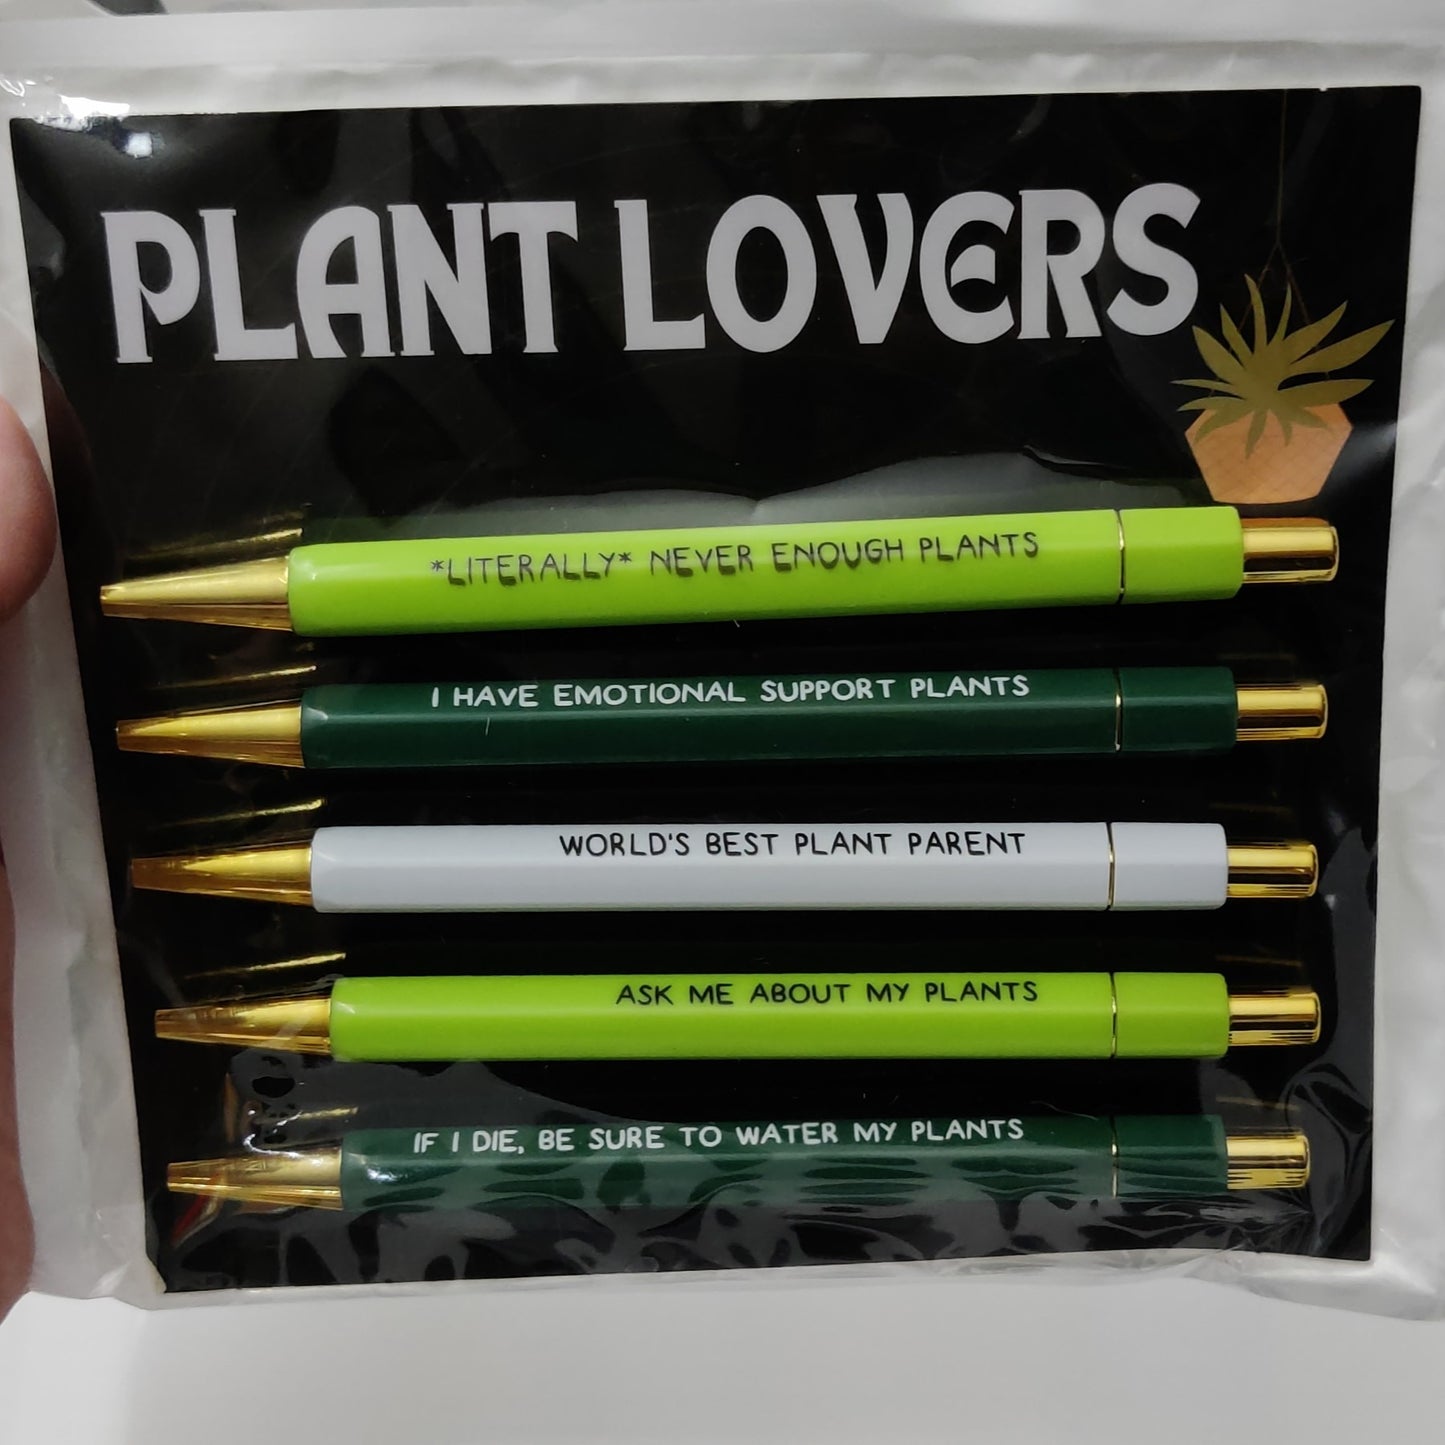 PLANT LOVERS
*LITERALLY* NEVER ENOUGH PLANTS
I HAVE EMOTIONAL SUPPORT PLANTS
WORLD'S BEST PLANT PARENT
ASK ME ABOUT MY PLANTS
IF I DIE, BE SURE TO WATER MY PLANTS